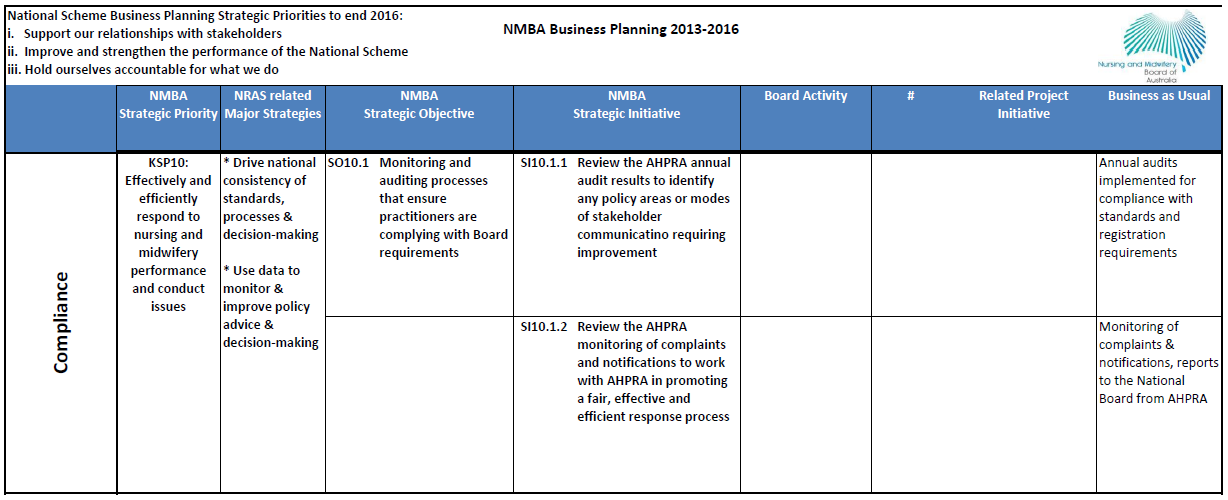 National Scheme Business Planning Strategic Priorities to end 2016:
i. Support our relationships with stakeholders
ii. Improve and strengthen the performance of the National Scheme
iii. Hold ourselves accountable for what we do
NMBA Business Planning 2013-2016
Nursing and Midwifery
Board of
Australia
NMBA
Strategic Priority
NRAS related
Major Strategies
NMBA
Strategic Objective
NMBA
Strategic Initiative
Board Activity
#
Related Project
Initiative
Business as Usual
Compliance
KSP10:
Effectively and
efficiently
respond to
nursing and
midwifery
performance
and conduct
issues
* Drive national
consistency of
standards,
processes &
decision-making
* Use data to
monitor &
improve policy
advice &
decision-making
SO10.1 Monitoring and
auditing processes
that ensure
practitioners are
complying with Board
requirements
SI10.1.1 Review the AHPRA annual
audit results to identify
any policy areas or modes
of stakeholder
communicatino requiring
improvement
Annual audits
implemented for
compliance with
standards and
registration
requirements
SI10.1.2 Review the AHPRA
monitoring of complaints
and notifications to work
with AHPRA in promoting
a fair, effective and
efficient response process
Monitoring of
complaints &
notifications, reports
to the National
Board from AHPRA